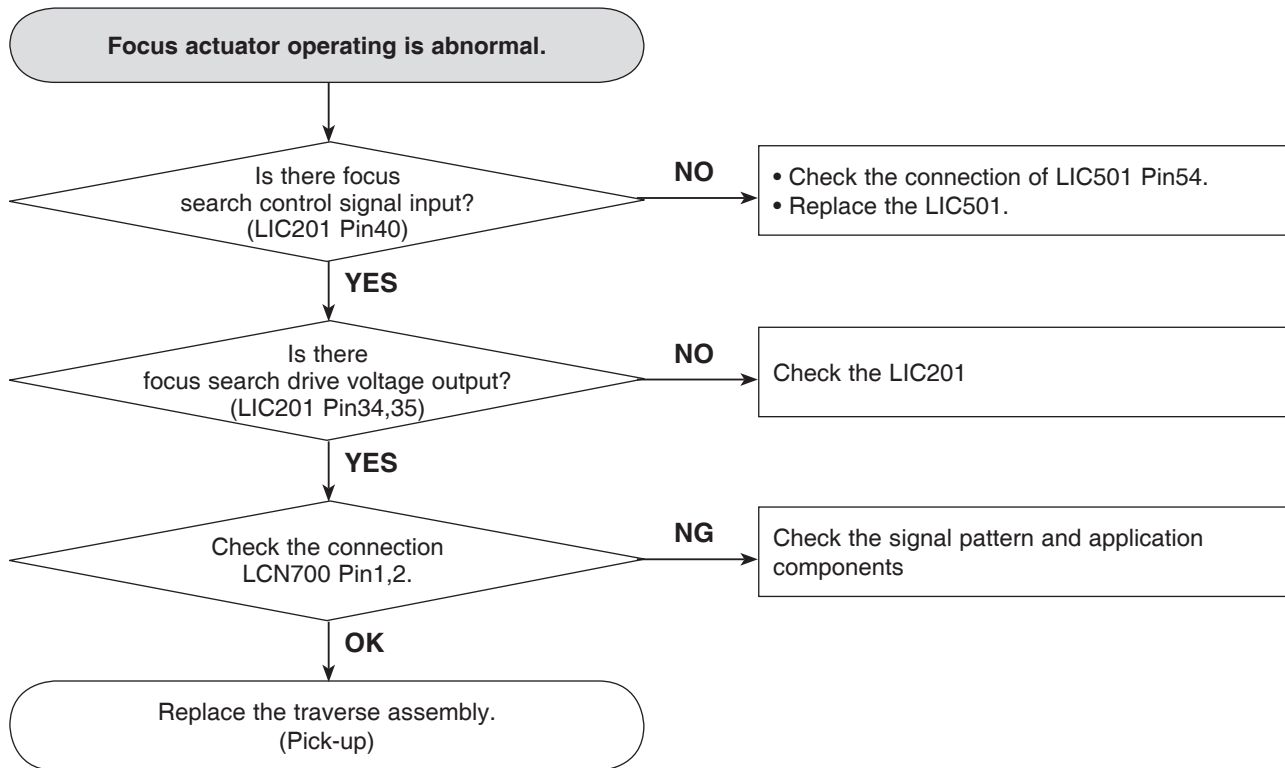 Focus actuator operating is abnormal.
Is there focus
search control signal input?
(LIC201 Pin40)
NO
• Check the connection of LIC501 Pin54.
• Replace the LIC501.
YES
Is there
focus search drive voltage output?
(LIC201 Pin34,35)
NO
Check the LIC201
YES
Check the connection
LCN700 Pin1,2.
NG
Check the signal pattern and application
components
OK
Replace the traverse assembly.
(Pick-up)